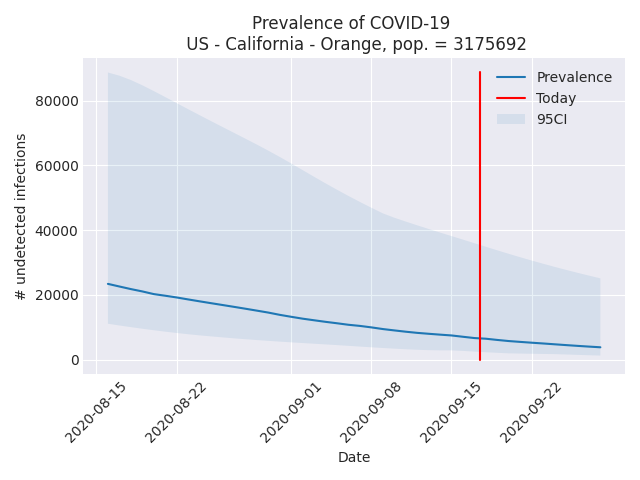 Prevalence of COVID-19
US - California - Orange, pop. = 3175692
Prevalence
Today
95CI
80000
60000
40000
20000
0
# undetected infections
2020-08-15
2020-08-22
2020-09-01
2020-09-08
2020-09-15
2020-09-22
Date